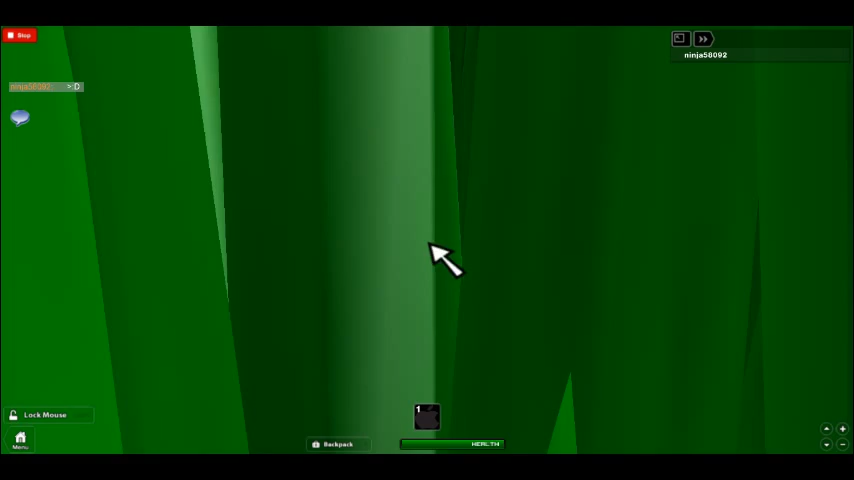 Stop
ninja58092
ninja58092: >:D
Lock Mouse
1
Menu
Backpack
HEALTH